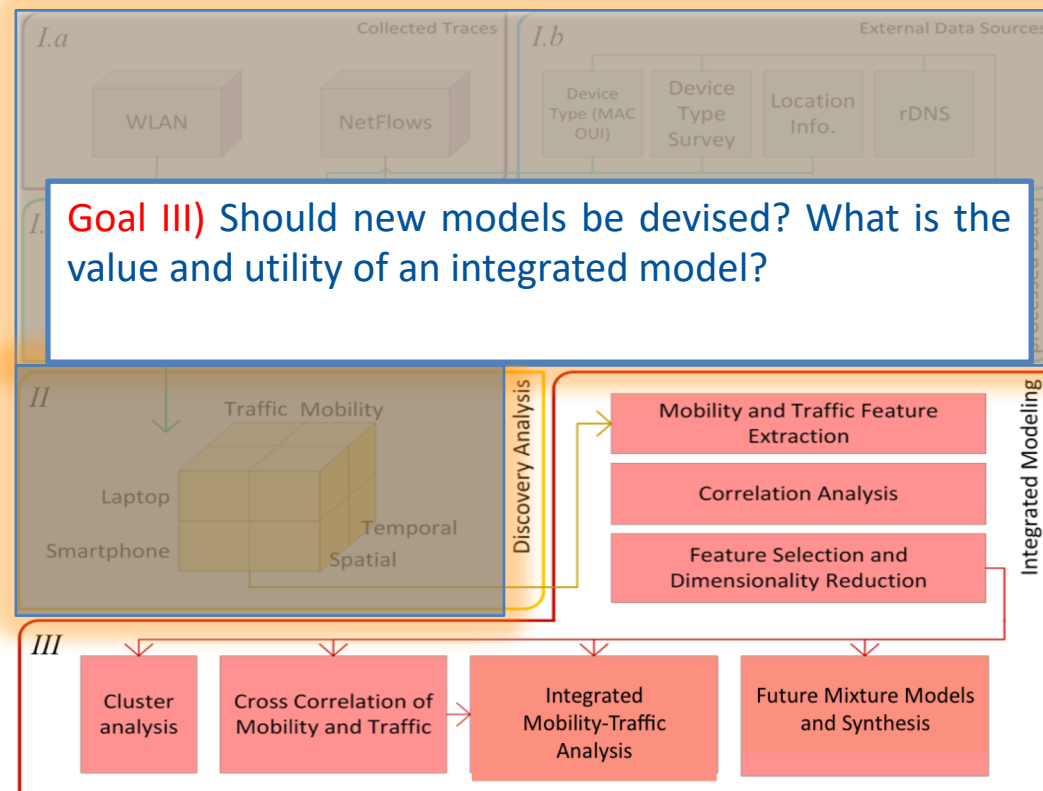 I.a
Collected Traces
I.b
External Data Sources
WLAN
NetFlows
Device
Type (MAC
OUI)
Device
Type
Survey
Location
Info.
rDNS
Goal III) Should new models be devised? What is the
value and utility of an integrated model?
II
Traffic Mobility
Laptop
Smartphone
Temporal
Spatial
Discovery Analysis
Mobility and Traffic Feature
Extraction
Correlation Analysis
Feature Selection and
Dimensionality Reduction
Integrated Modeling
III
Cluster
analysis
Cross Correlation of
Mobility and Traffic
Integrated
Mobility-Traffic
Analysis
Future Mixture Models
and Synthesis